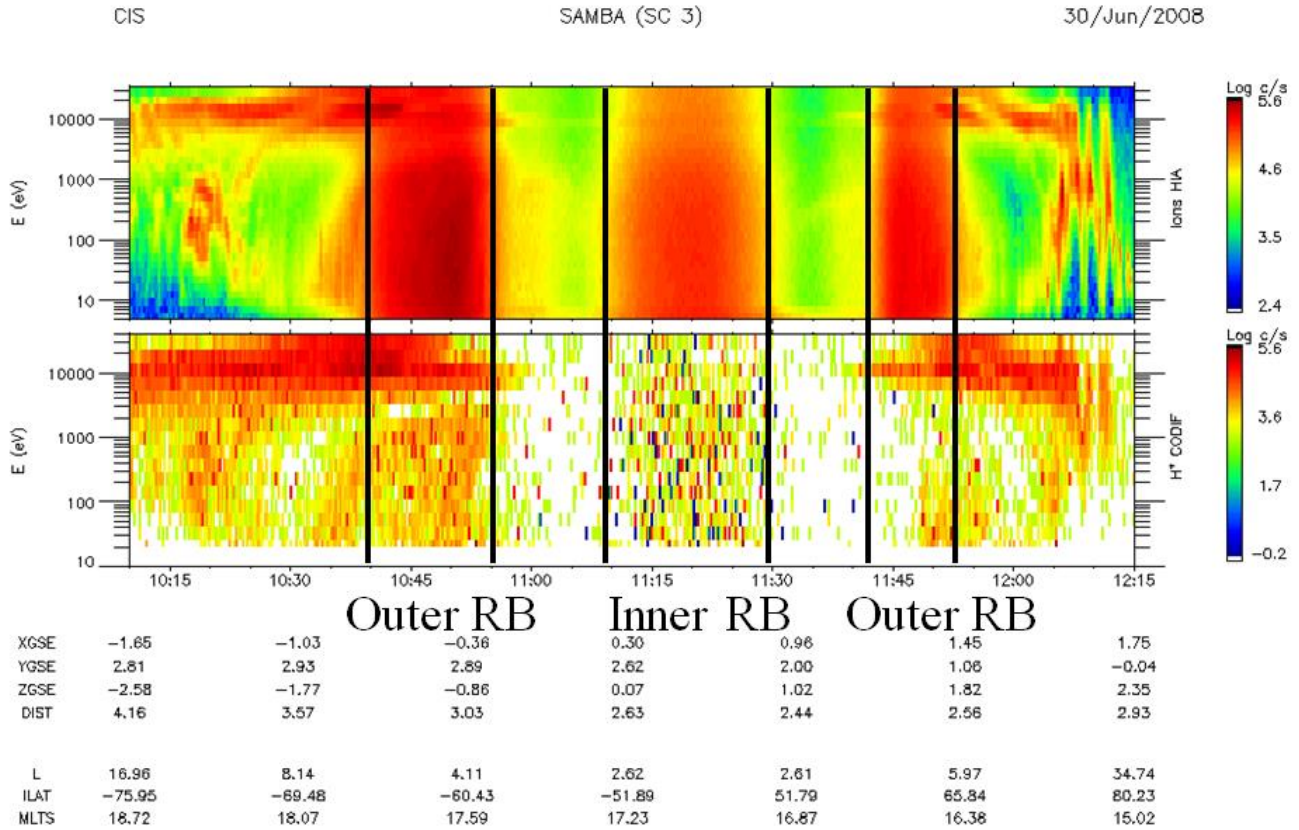 CIS SAMBA (SC 3) 30/Jun/2008
Log c/s
5.6
4.6
3.5
2.4
10000
1000
100
10
E (eV)
Ions HIA
Log c/s
5.6
3.6
1.7
-0.2
10000
1000
100
10
E (eV)
H+ CODIF
10:15 10:30 10:45 11:00 11:15 11:30 11:45 12:00 12:15
Outer RB Inner RB Outer RB
XGSE -1.65 -1.03 -0.36 0.30 0.96 1.45 1.75
YGSE 2.81 2.93 2.89 2.62 2.00 1.06 -0.04
ZGSE -2.58 -1.77 -0.86 0.07 1.02 1.82 2.35
DIST 4.16 3.57 3.03 2.63 2.44 2.56 2.93
L 16.96 8.14 4.11 2.62 2.61 5.97 34.74
ILAT -75.95 -69.48 -60.43 -51.89 51.79 65.84 80.23
MLTS 18.72 18.07 17.59 17.23 16.87 16.38 15.02